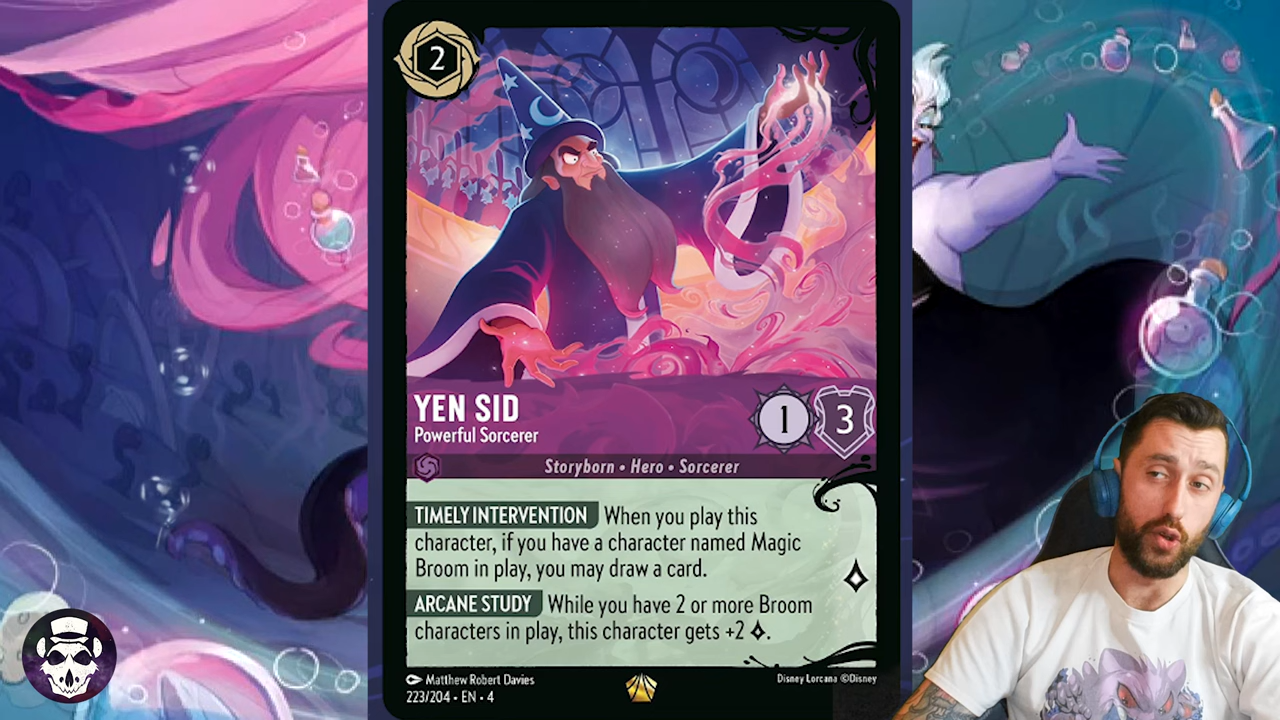 2
YEN SID
Powerful Sorcerer
1 3
Storyborn • Hero • Sorcerer
TIMELY INTERVENTION When you play this
character, if you have a character named Magic
Broom in play, you may draw a card.
ARCANE STUDY While you have 2 or more Broom
characters in play, this character gets +2 ⟡.
Matthew Robert Davies
223/204 • EN • 4
Disney Lorcana ©Disney